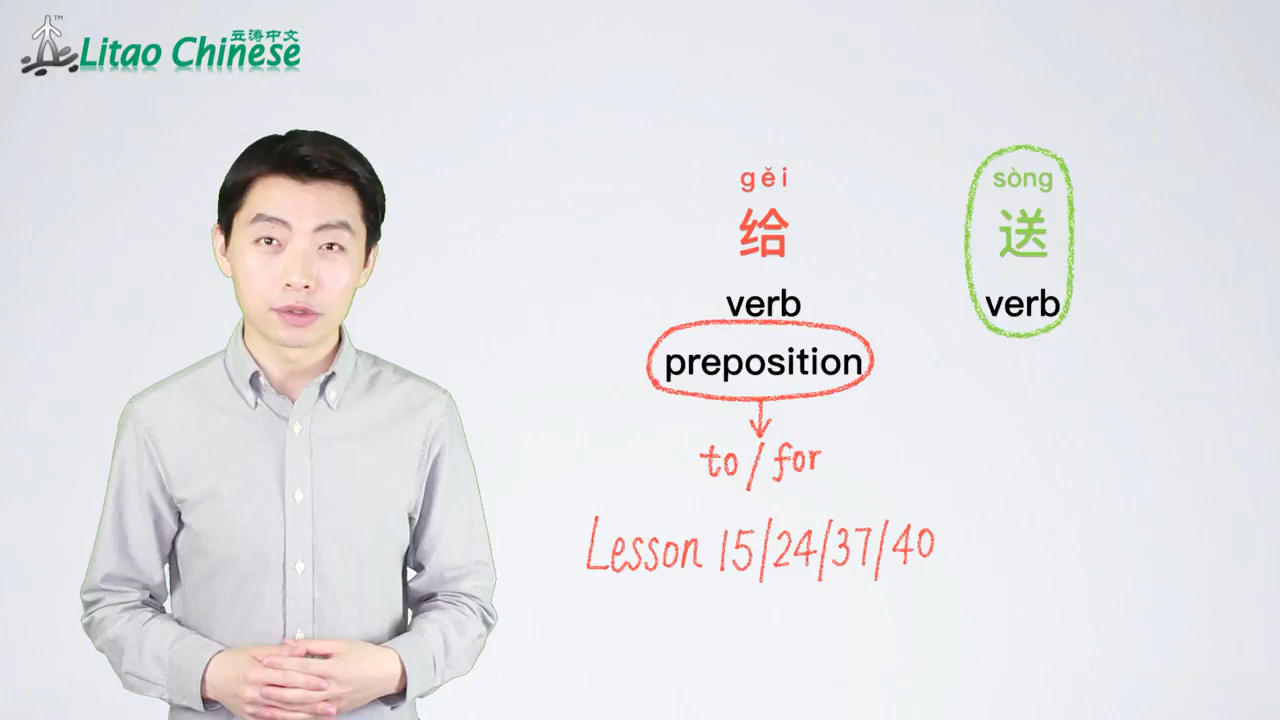 立涛中文
Litao Chinese
TM
gěi
给
verb
preposition
to/for
Lesson 15/24/37/40
sòng
送
verb